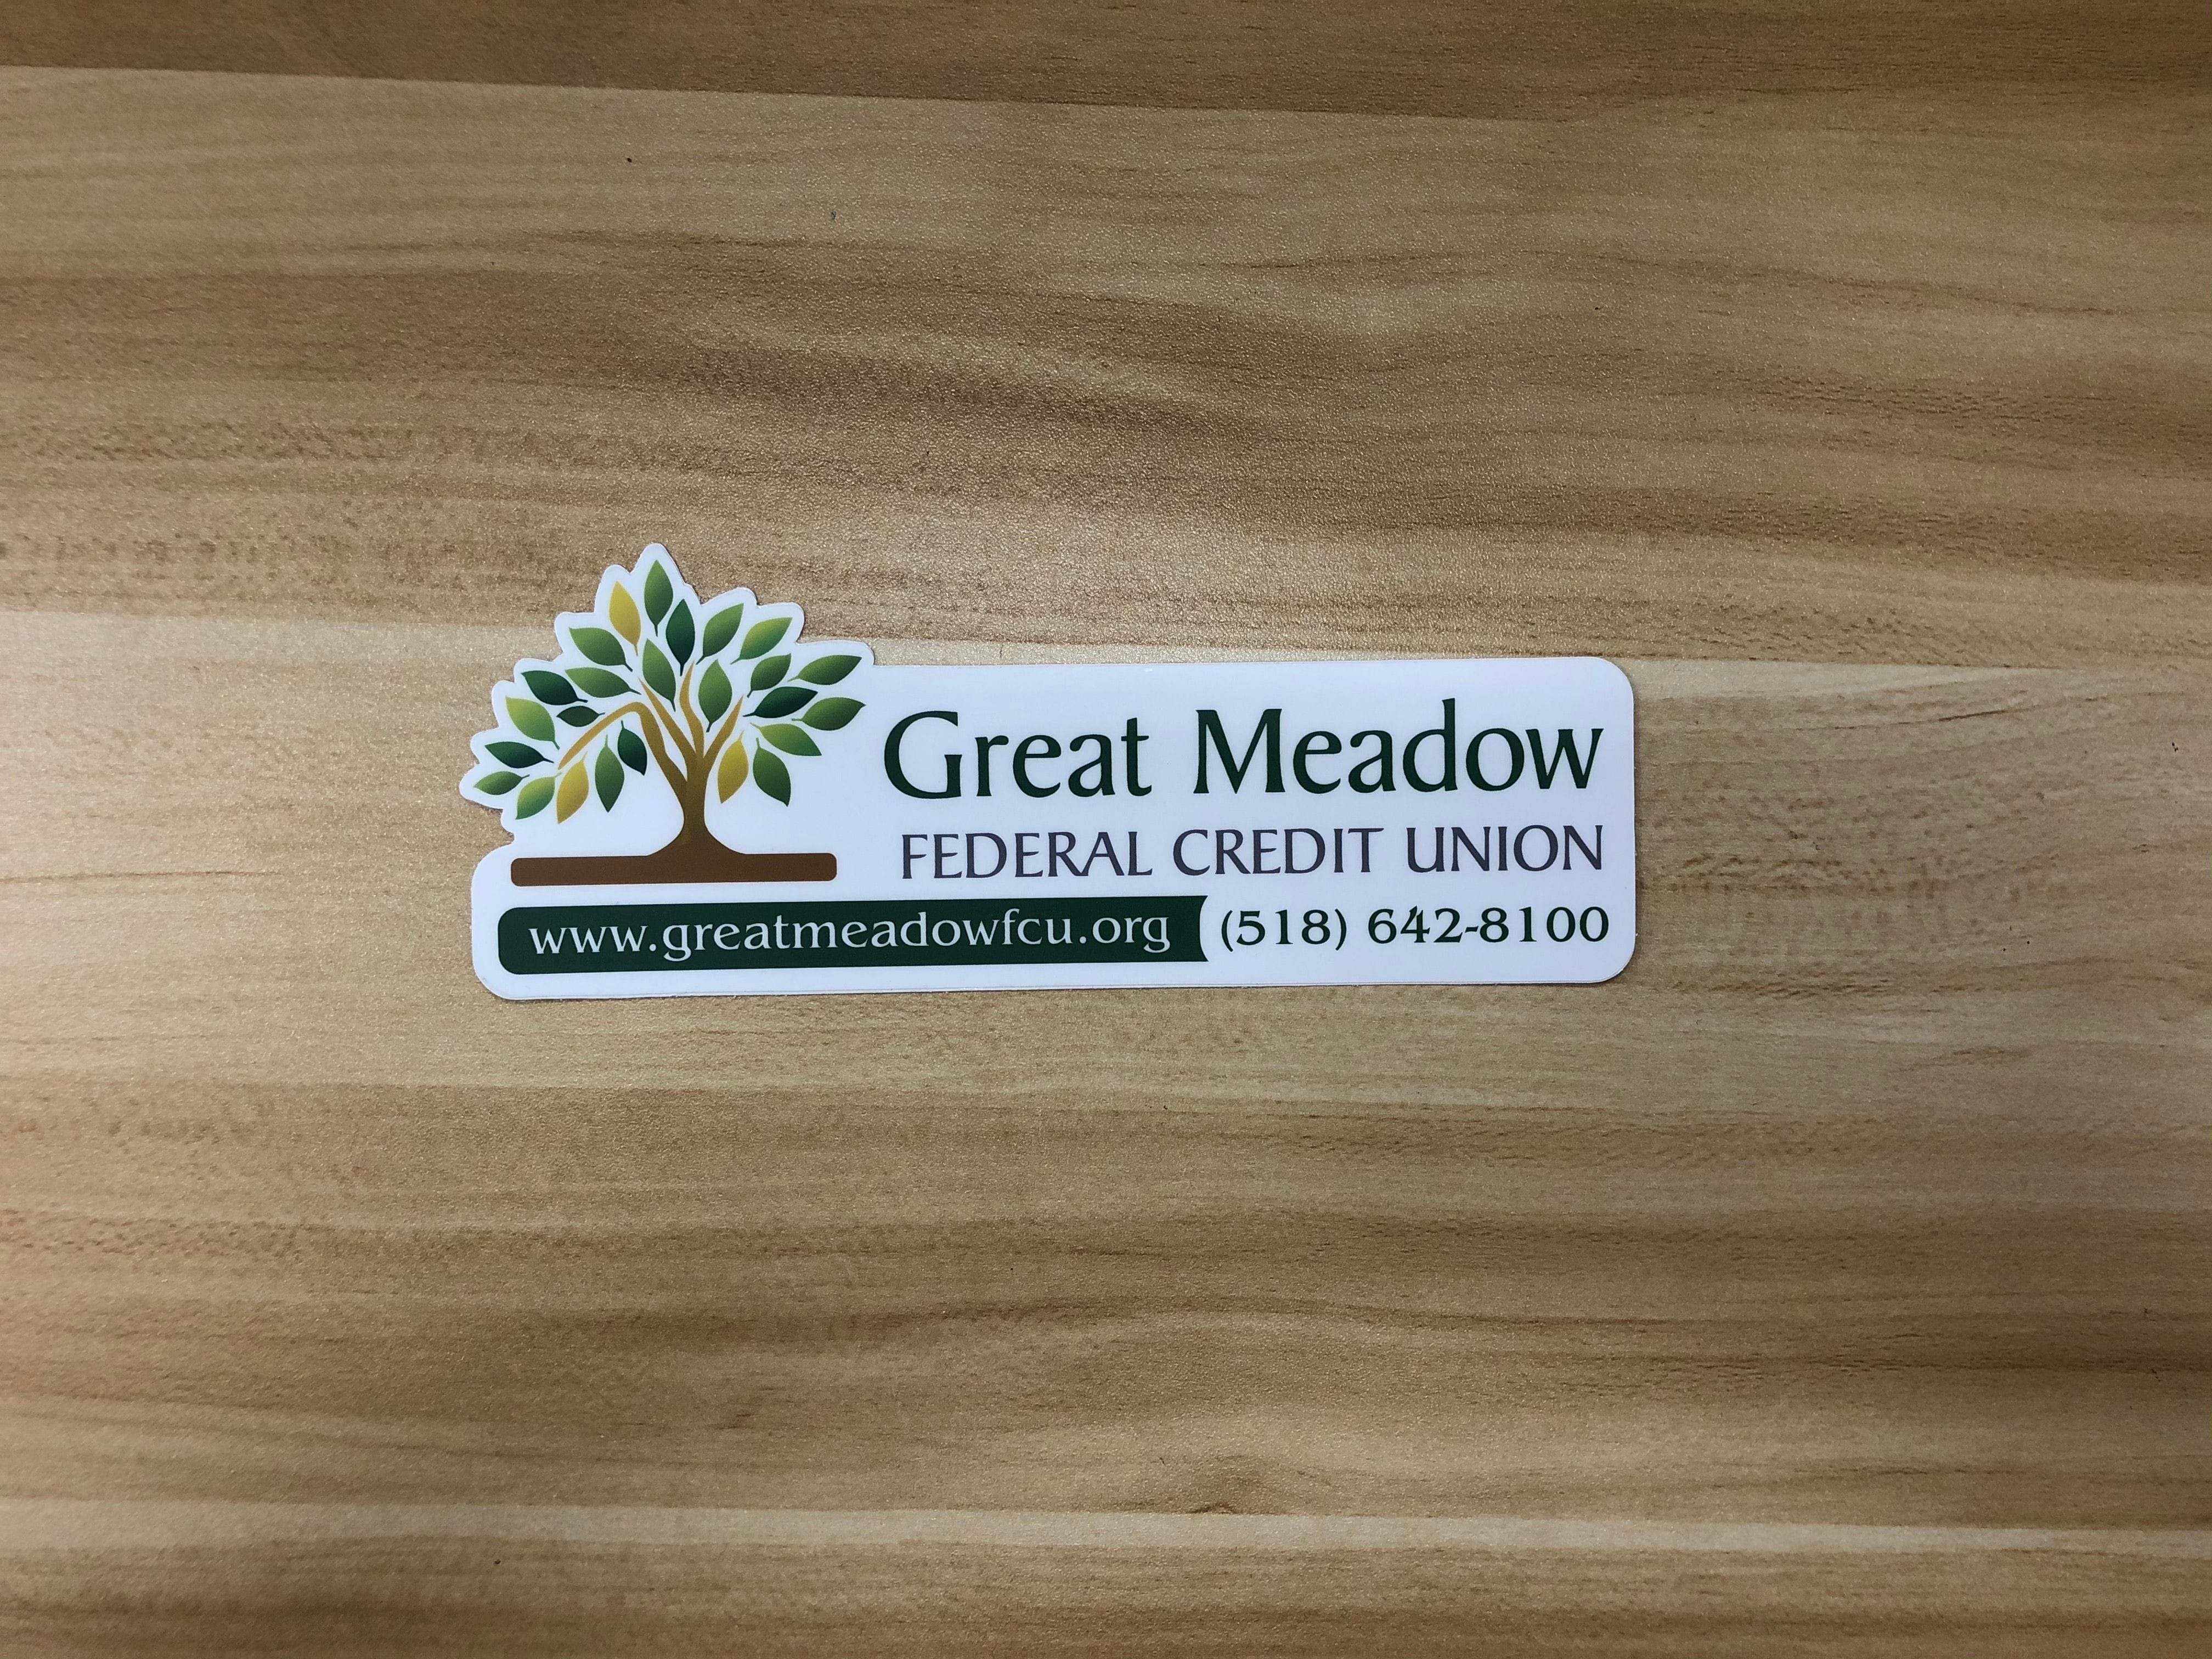 Great Meadow
FEDERAL CREDIT UNION
www.greatmeadowfcu.org (518) 642-8100